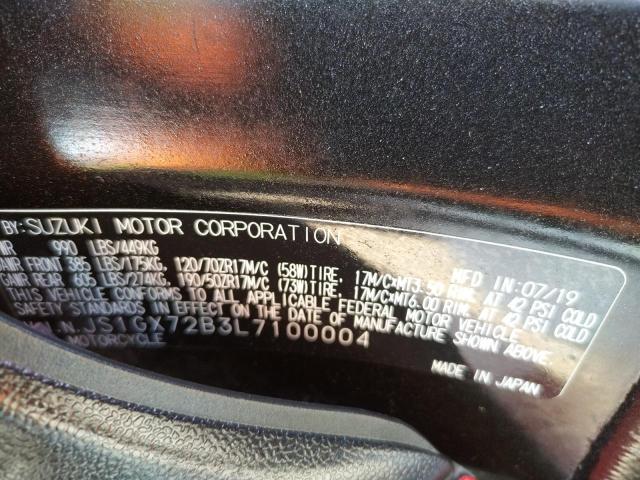 BY: SUZUKI MOTOR CORPORATION MFD IN: 07/19
990 LBS/449KG
GAWR FRONT 385 LBS/175KG, 120/70ZR17M/C (58W)TIRE, 17M/C×MT3.50 RIM, AT 42 PSI COLD
GAWR REAR 605 LBS/274KG, 190/50ZR17M/C (73W)TIRE, 17M/C×MT6.00 RIM, AT 42 PSI COLD
THIS VEHICLE CONFORMS TO ALL APPLICABLE FEDERAL MOTOR VEHICLE
SAFETY STANDARDS IN EFFECT ON THE DATE OF MANUFACTURE SHOWN ABOVE.
JS1GX72B3L7100004
MOTORCYCLE
MADE IN JAPAN